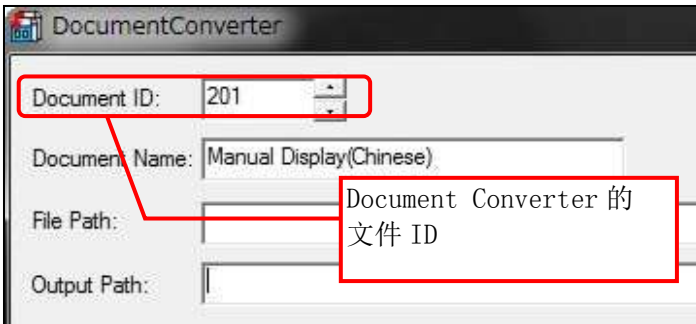 DocumentConverter
Document ID: 201
Document Name: Manual Display(Chinese)
Document Converter 的
文件 ID
File Path:
Output Path: